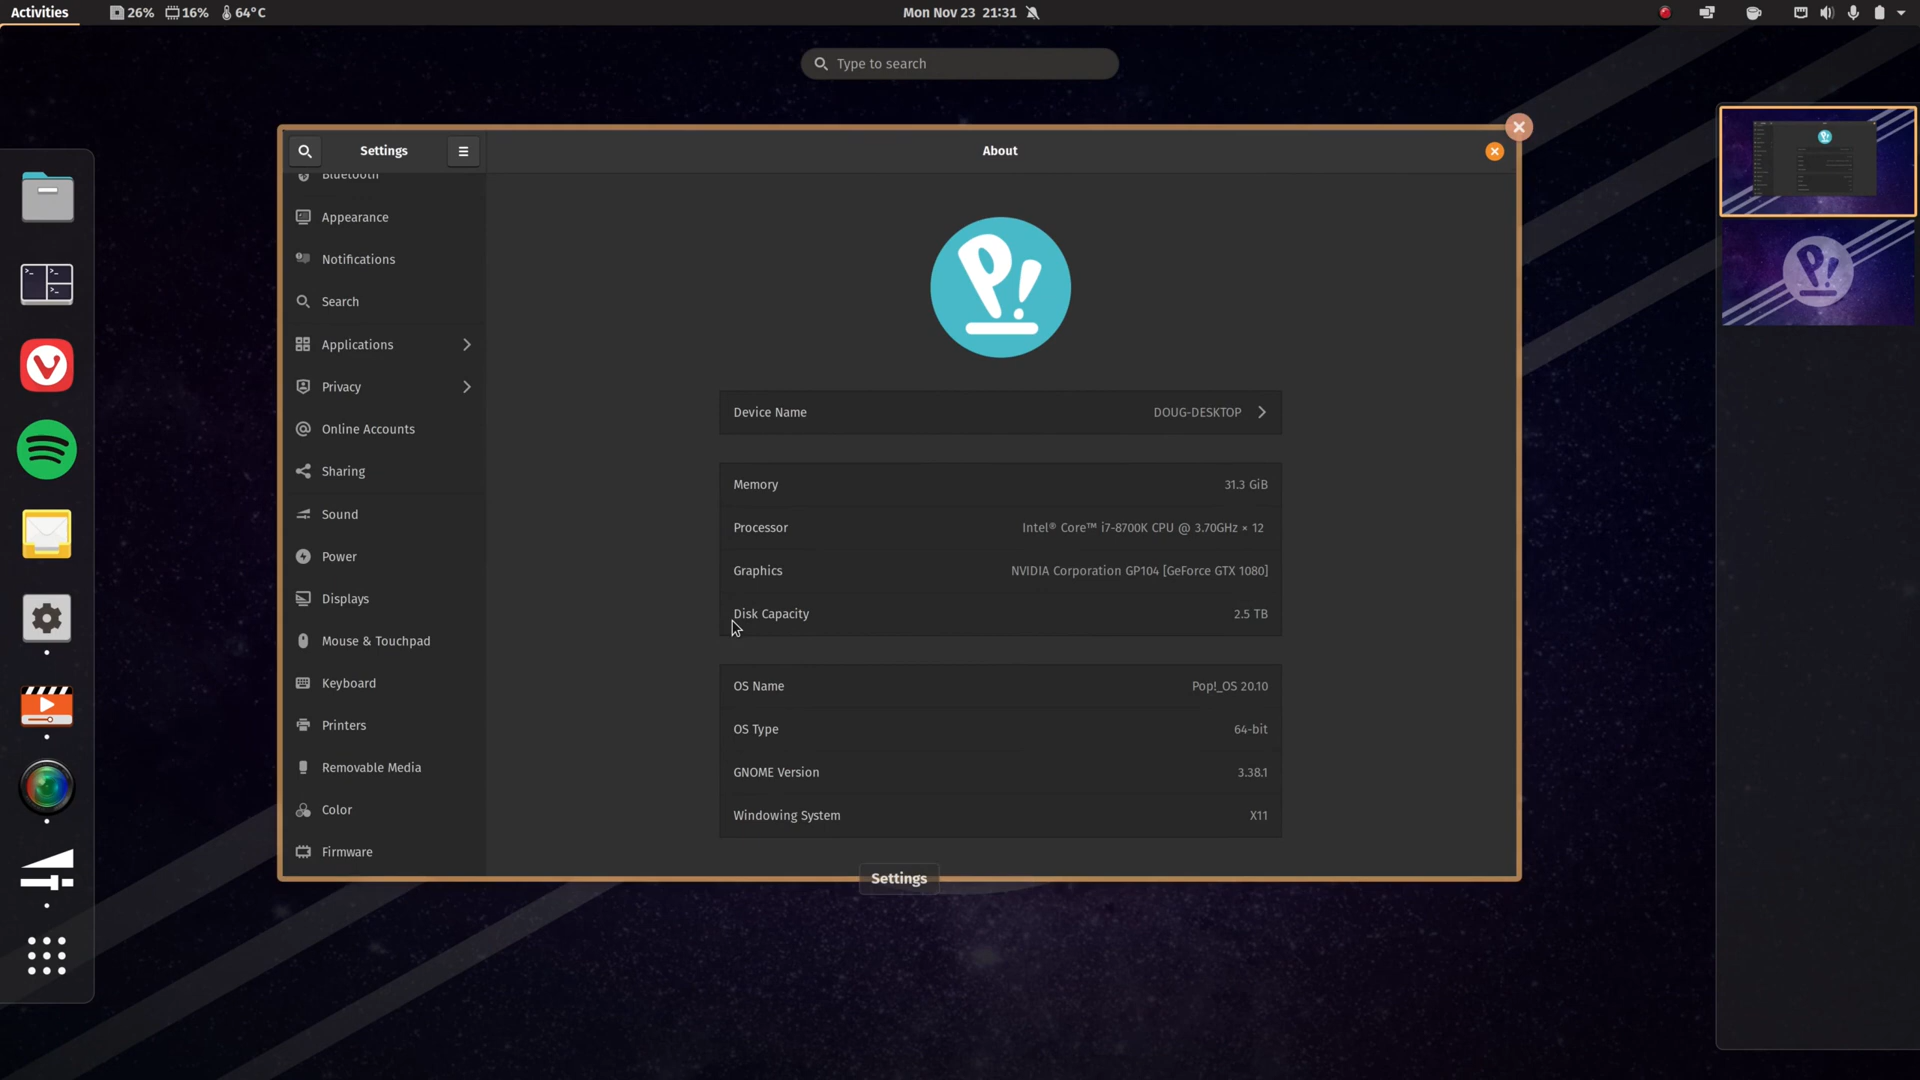 Activities 26% 16% 64°C Mon Nov 23 21:31
Type to search
Settings About
Bluetooth
Appearance
Notifications
Search
Applications
Privacy
Online Accounts
Sharing
Sound
Power
Displays
Mouse & Touchpad
Keyboard
Printers
Removable Media
Color
Firmware
P!
Device Name DOUG-DESKTOP
Memory 31.3 GiB
Processor Intel® Core™ i7-8700K CPU @ 3.70GHz × 12
Graphics NVIDIA Corporation GP104 [GeForce GTX 1080]
Disk Capacity 2.5 TB
OS Name Pop!_OS 20.10
OS Type 64-bit
GNOME Version 3.38.1
Windowing System X11
Settings
P!